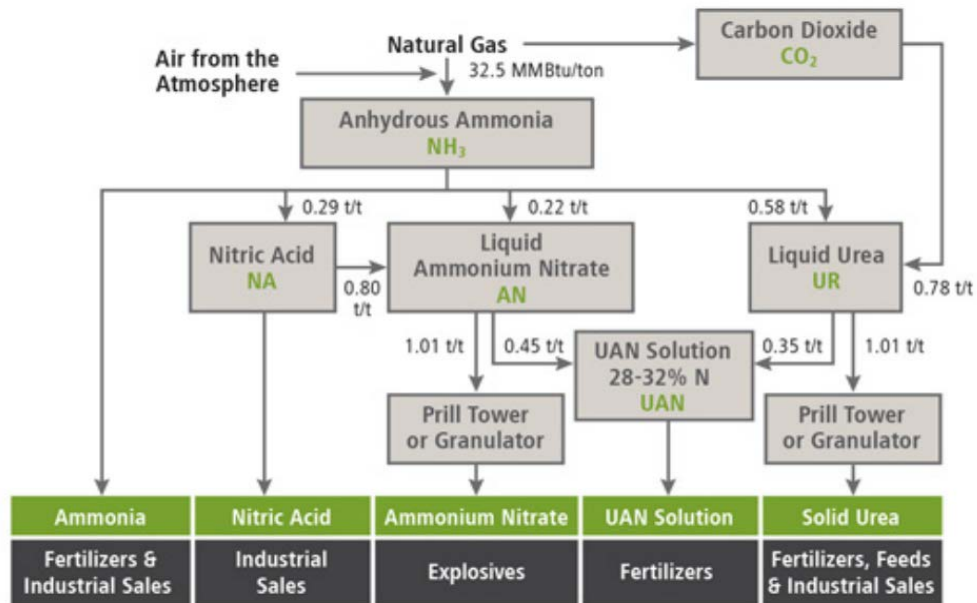 Air from the
Atmosphere
Natural Gas
32.5 MMBtu/ton
Carbon Dioxide
CO₂
Anhydrous Ammonia
NH₃
0.29 t/t
0.22 t/t
0.58 t/t
Nitric Acid
NA
0.80
t/t
Liquid
Ammonium Nitrate
AN
Liquid Urea
UR
0.78 t/t
1.01 t/t
0.45 t/t
UAN Solution
28-32% N
UAN
0.35 t/t
1.01 t/t
Prill Tower
or Granulator
Prill Tower
or Granulator
Ammonia
Nitric Acid
Ammonium Nitrate
UAN Solution
Solid Urea
Fertilizers &
Industrial Sales
Industrial
Sales
Explosives
Fertilizers
Fertilizers, Feeds
& Industrial Sales